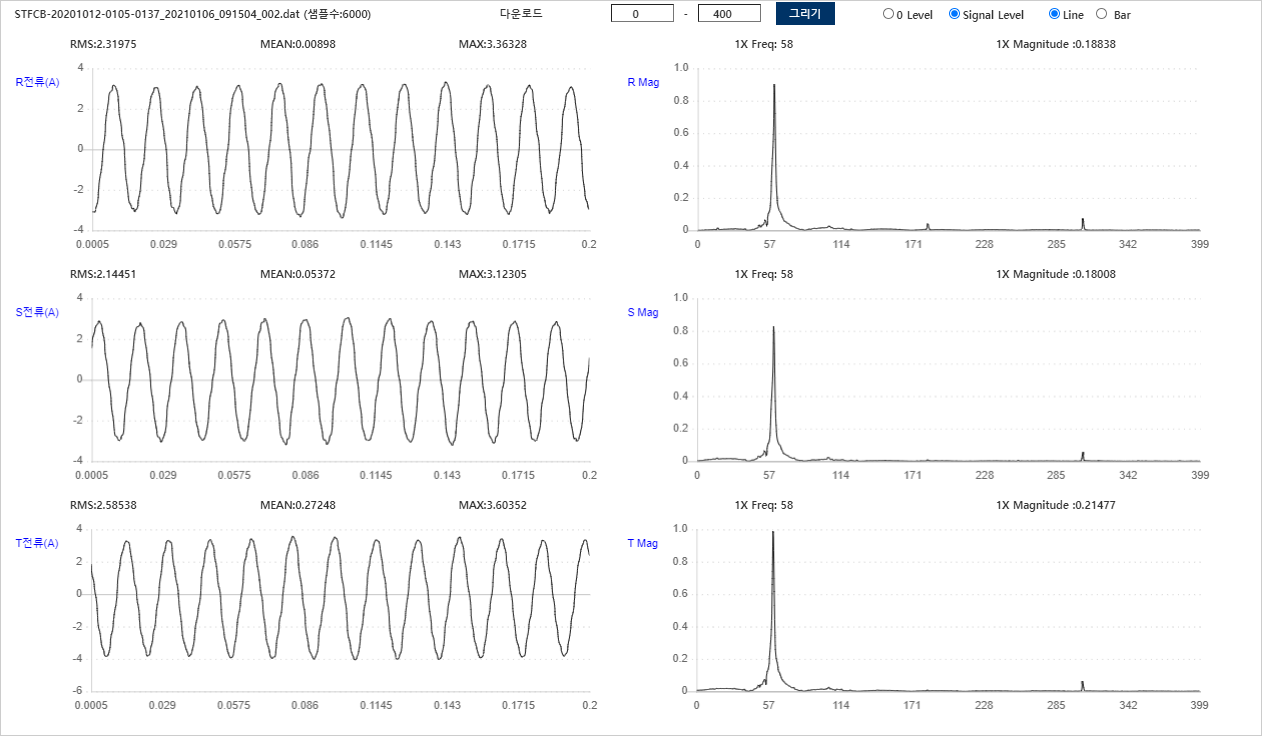 STFCB-20201012-0105-0137_20210106_091504_002.dat (샘플수:6000) 다운로드 0 - 400 그리기 0 Level Signal Level Line Bar
RMS:2.31975 MEAN:0.00898 MAX:3.36328 1X Freq: 58 1X Magnitude :0.18838
R전류(A)
4
2
0
-2
-4
0.0005 0.029 0.0575 0.086 0.1145 0.143 0.1715 0.2
R Mag
1.0
0.8
0.6
0.4
0.2
0
0 57 114 171 228 285 342 399
RMS:2.14451 MEAN:0.05372 MAX:3.12305 1X Freq: 58 1X Magnitude :0.18008
S전류(A)
4
2
0
-2
-4
0.0005 0.029 0.0575 0.086 0.1145 0.143 0.1715 0.2
S Mag
1.0
0.8
0.6
0.4
0.2
0
0 57 114 171 228 285 342 399
RMS:2.58538 MEAN:0.27248 MAX:3.60352 1X Freq: 58 1X Magnitude :0.21477
T전류(A)
4
2
0
-2
-4
-6
0.0005 0.029 0.0575 0.086 0.1145 0.143 0.1715 0.2
T Mag
1.0
0.8
0.6
0.4
0.2
0
0 57 114 171 228 285 342 399